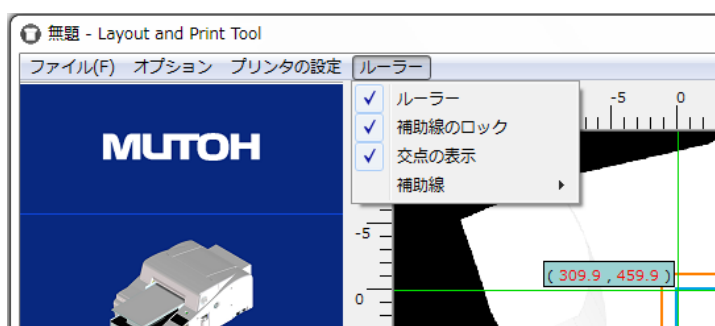 無題 - Layout and Print Tool
ファイル(F) オプション プリンタの設定 ルーラー
ルーラー
補助線のロック
交点の表示
補助線
MUTOH
-5 0
-5
( 309.9 , 459.9 )
0